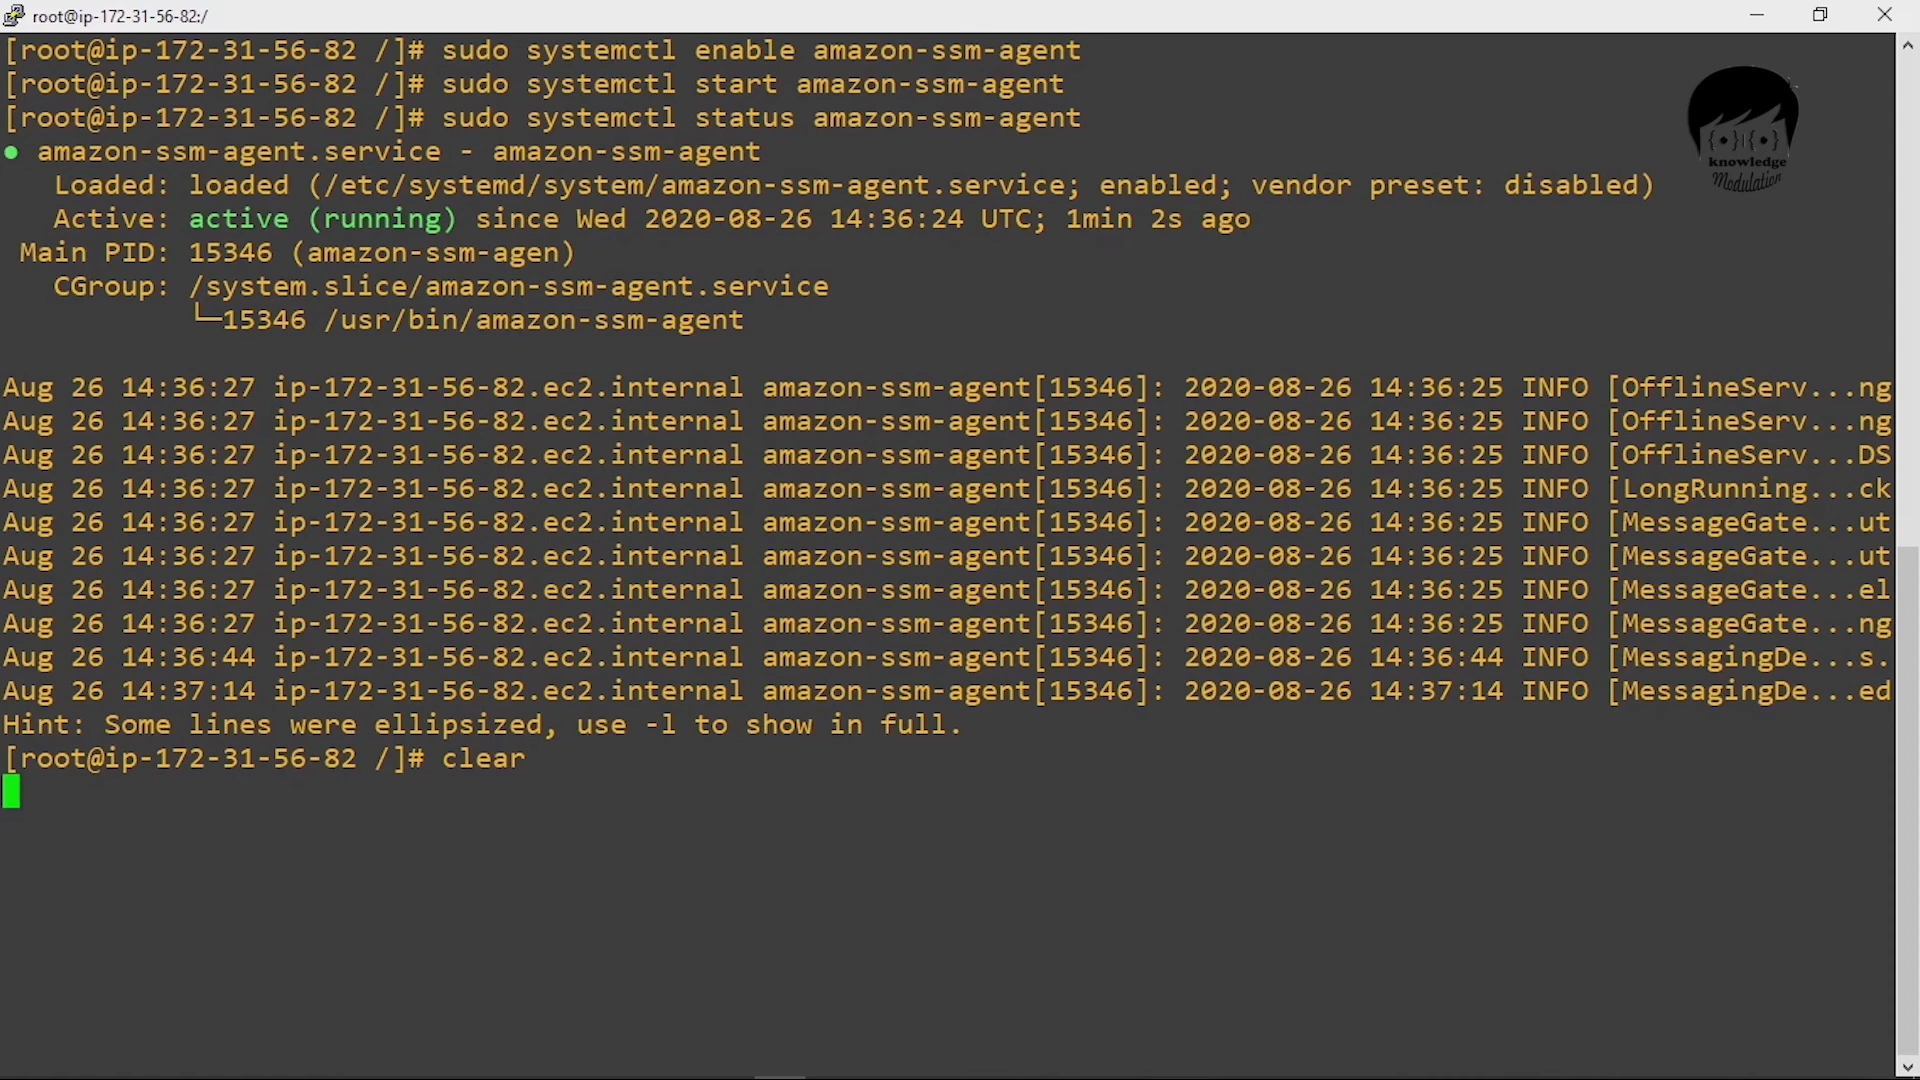 root@ip-172-31-56-82:/
[root@ip-172-31-56-82 /]# sudo systemctl enable amazon-ssm-agent
[root@ip-172-31-56-82 /]# sudo systemctl start amazon-ssm-agent
[root@ip-172-31-56-82 /]# sudo systemctl status amazon-ssm-agent
● amazon-ssm-agent.service - amazon-ssm-agent
   Loaded: loaded (/etc/systemd/system/amazon-ssm-agent.service; enabled; vendor preset: disabled)
   Active: active (running) since Wed 2020-08-26 14:36:24 UTC; 1min 2s ago
 Main PID: 15346 (amazon-ssm-agen)
   CGroup: /system.slice/amazon-ssm-agent.service
           └─15346 /usr/bin/amazon-ssm-agent
Aug 26 14:36:27 ip-172-31-56-82.ec2.internal amazon-ssm-agent[15346]: 2020-08-26 14:36:25 INFO [OfflineServ...ng
Aug 26 14:36:27 ip-172-31-56-82.ec2.internal amazon-ssm-agent[15346]: 2020-08-26 14:36:25 INFO [OfflineServ...ng
Aug 26 14:36:27 ip-172-31-56-82.ec2.internal amazon-ssm-agent[15346]: 2020-08-26 14:36:25 INFO [OfflineServ...DS
Aug 26 14:36:27 ip-172-31-56-82.ec2.internal amazon-ssm-agent[15346]: 2020-08-26 14:36:25 INFO [LongRunning...ck
Aug 26 14:36:27 ip-172-31-56-82.ec2.internal amazon-ssm-agent[15346]: 2020-08-26 14:36:25 INFO [MessageGate...ut
Aug 26 14:36:27 ip-172-31-56-82.ec2.internal amazon-ssm-agent[15346]: 2020-08-26 14:36:25 INFO [MessageGate...ut
Aug 26 14:36:27 ip-172-31-56-82.ec2.internal amazon-ssm-agent[15346]: 2020-08-26 14:36:25 INFO [MessageGate...el
Aug 26 14:36:27 ip-172-31-56-82.ec2.internal amazon-ssm-agent[15346]: 2020-08-26 14:36:25 INFO [MessageGate...ng
Aug 26 14:36:44 ip-172-31-56-82.ec2.internal amazon-ssm-agent[15346]: 2020-08-26 14:36:44 INFO [MessagingDe...s.
Aug 26 14:37:14 ip-172-31-56-82.ec2.internal amazon-ssm-agent[15346]: 2020-08-26 14:37:14 INFO [MessagingDe...ed
Hint: Some lines were ellipsized, use -l to show in full.
[root@ip-172-31-56-82 /]# clear
knowledge
Modulation